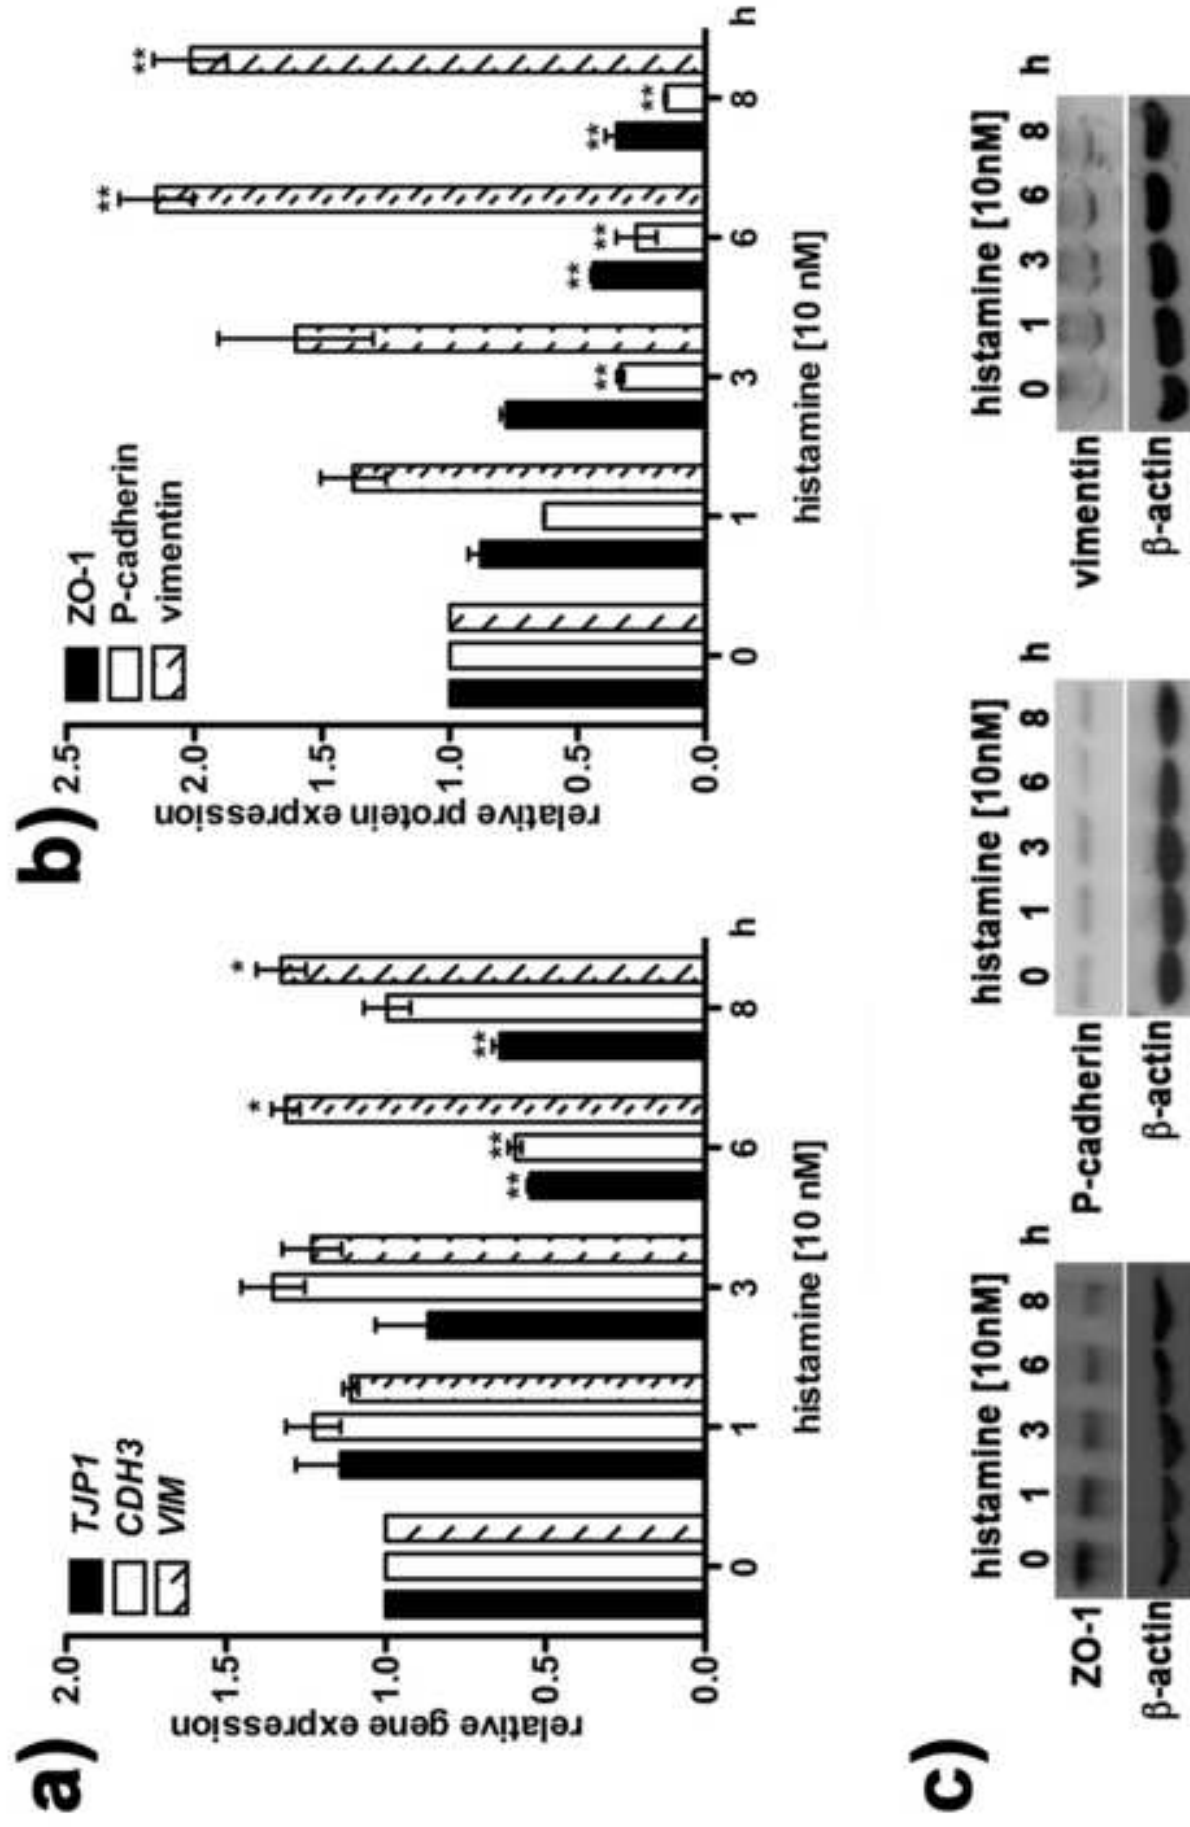 a)
TJP1
CDH3
VIM
relative gene expression
2.0
1.5
1.0
0.5
0.0
* *
** ** **
0 1 3 6 8 h
histamine [10 nM]
b)
ZO-1
P-cadherin
vimentin
relative protein expression
2.5
2.0
1.5
1.0
0.5
0.0
** **
** ** ** ** **
0 1 3 6 8 h
histamine [10 nM]
c)
histamine [10nM]
0 1 3 6 8 h
ZO-1
β-actin
histamine [10nM]
0 1 3 6 8 h
P-cadherin
β-actin
histamine [10nM]
0 1 3 6 8 h
vimentin
β-actin